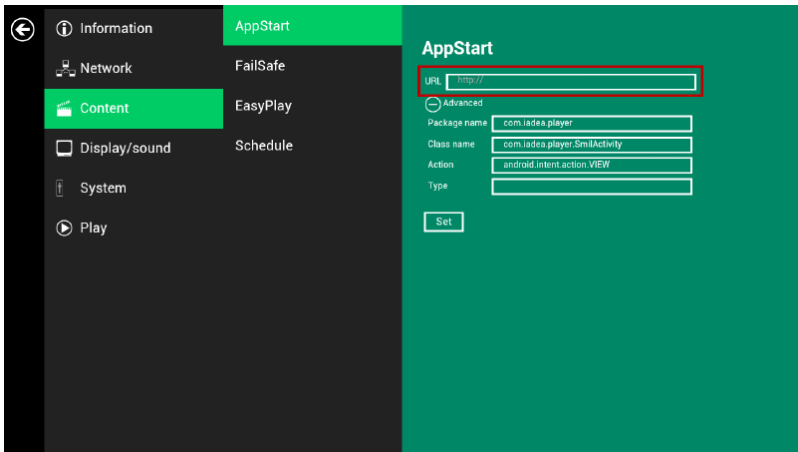 Information
Network
Content
Display/sound
System
Play
AppStart
FailSafe
EasyPlay
Schedule
AppStart
URL http://
Advanced
Package name com.iadea.player
Class name com.iadea.player.SmilActivity
Action android.intent.action.VIEW
Type
Set